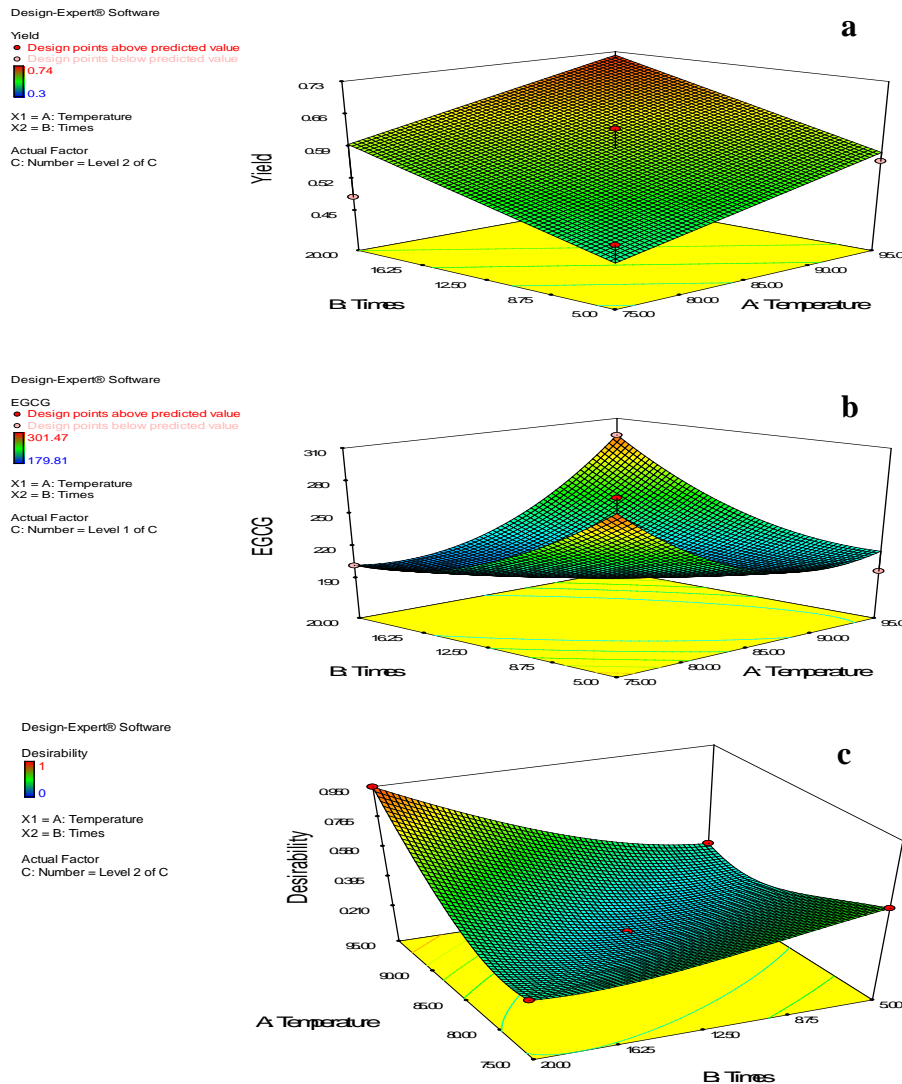 Design-Expert® Software
Yield
Design points above predicted value
Design points below predicted value
0.74
0.3
X1 = A: Temperature
X2 = B: Times
Actual Factor
C: Number = Level 2 of C
a
0.73
0.66
0.59
0.52
0.45
Yield
20.00
16.25
12.50
8.75
5.00
B: Times
75.00
80.00
85.00
90.00
95.00
A: Temperature
Design-Expert® Software
EGCG
Design points above predicted value
Design points below predicted value
301.47
179.81
X1 = A: Temperature
X2 = B: Times
Actual Factor
C: Number = Level 1 of C
b
310
280
250
220
190
EGCG
20.00
16.25
12.50
8.75
5.00
B: Times
75.00
80.00
85.00
90.00
95.00
A: Temperature
Design-Expert® Software
Desirability
1
0
X1 = A: Temperature
X2 = B: Times
Actual Factor
C: Number = Level 2 of C
c
0.950
0.765
0.580
0.395
0.210
Desirability
95.00
90.00
85.00
80.00
75.00
A: Temperature
20.00
16.25
12.50
8.75
5.00
B: Times